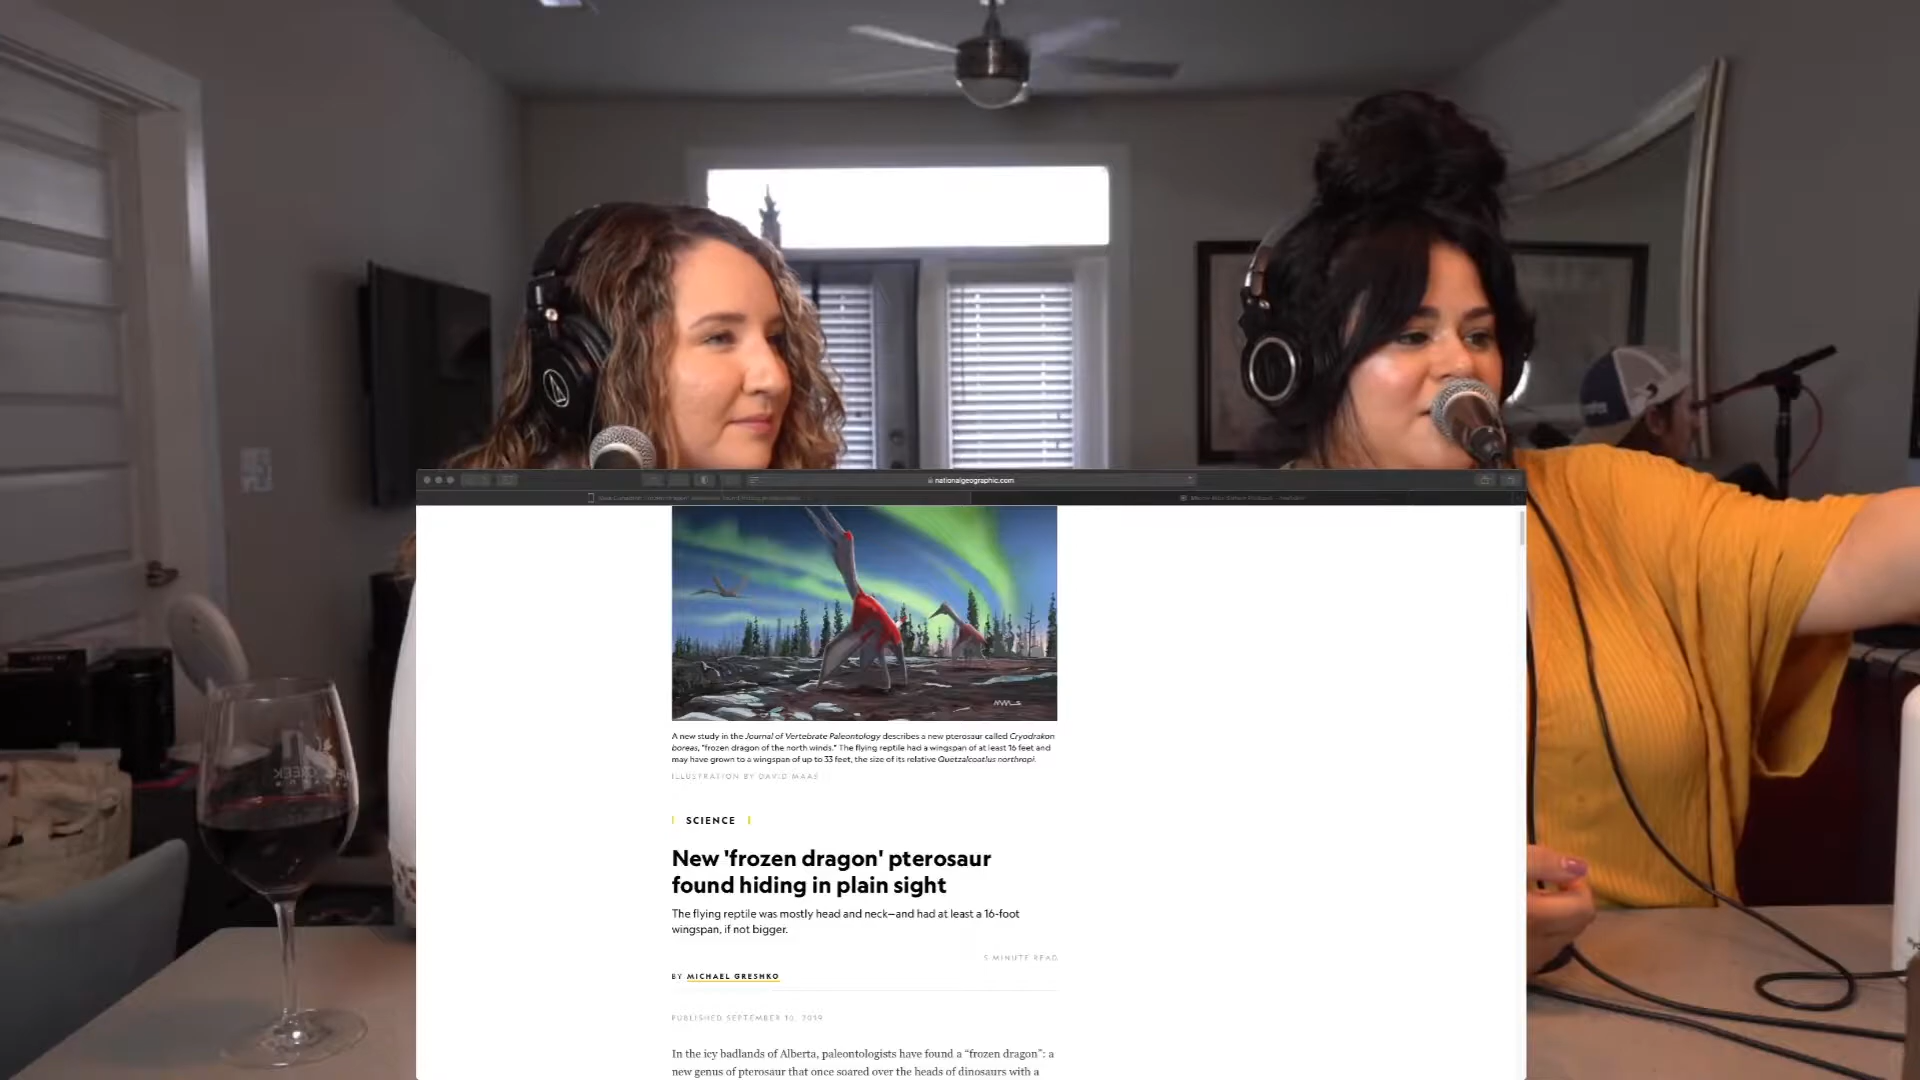 nationalgeographic.com
A new study in the Journal of Vertebrate Paleontology describes a new pterosaur called Cryodrakon
boreas, "frozen dragon of the north winds." The flying reptile had a wingspan of at least 16 feet and
may have grown to a wingspan of up to 33 feet, the size of its relative Quetzalcoatlus northropi.
ILLUSTRATION BY DAVID MAAS
SCIENCE
New 'frozen dragon' pterosaur
found hiding in plain sight
The flying reptile was mostly head and neck—and had at least a 16-foot
wingspan, if not bigger.
5 MINUTE READ
BY MICHAEL GRESHKO
PUBLISHED SEPTEMBER 10, 2019
In the icy badlands of Alberta, paleontologists have found a “frozen dragon”: a
new genus of pterosaur that once soared over the heads of dinosaurs with a
CREEK